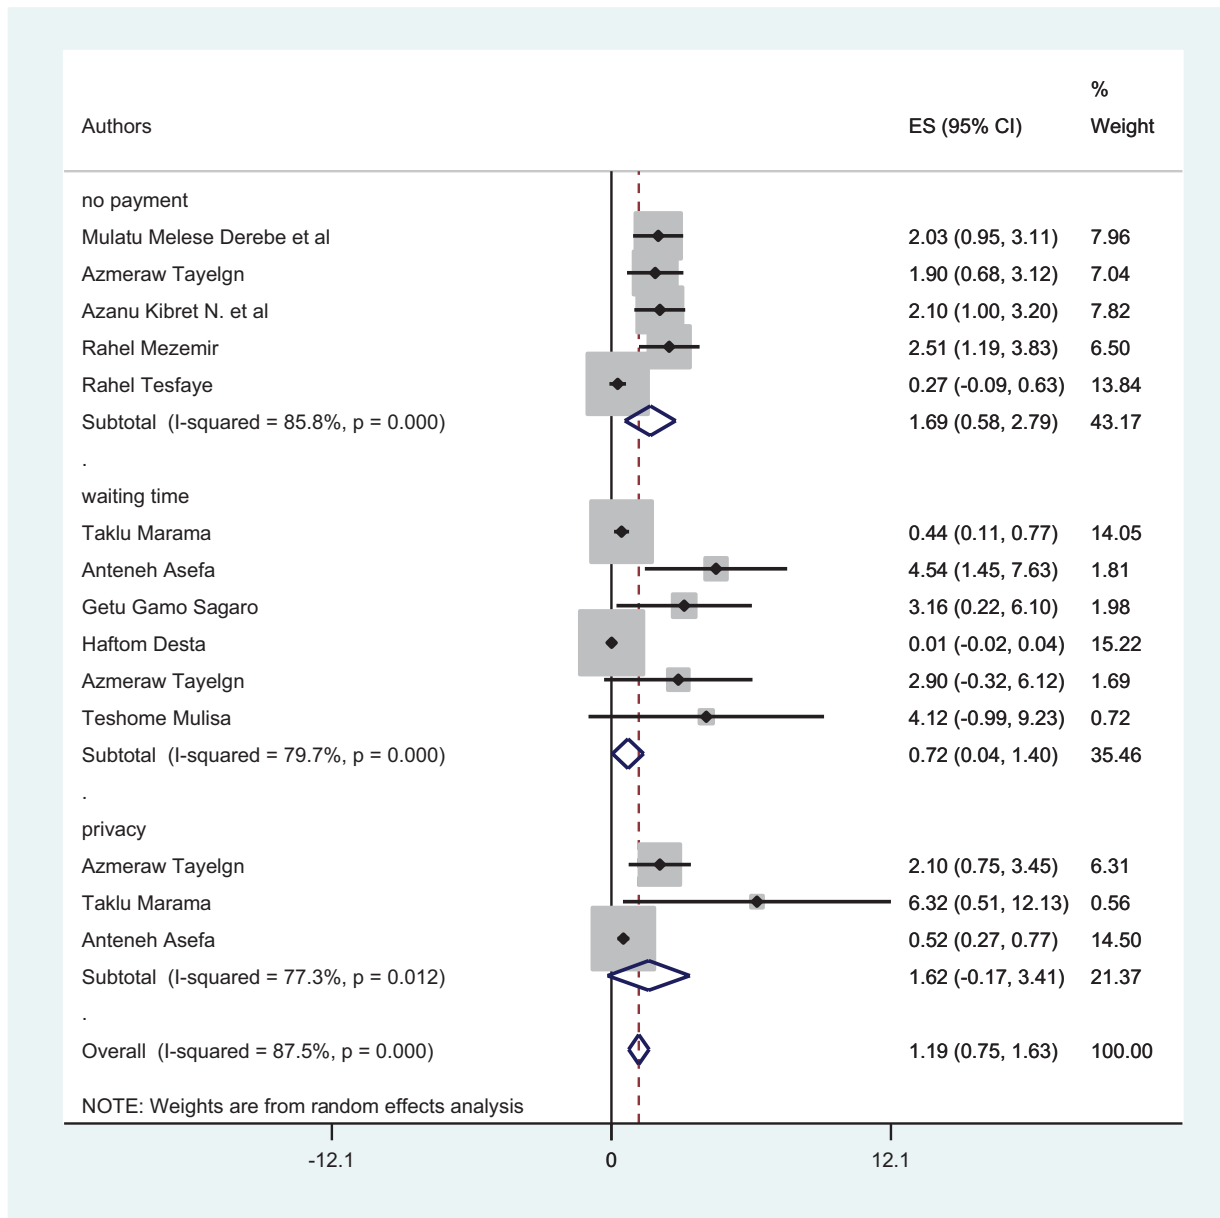 %
Authors ES (95% CI) Weight
no payment
Mulatu Melese Derebe et al 2.03 (0.95, 3.11) 7.96
Azmeraw Tayelgn 1.90 (0.68, 3.12) 7.04
Azanu Kibret N. et al 2.10 (1.00, 3.20) 7.82
Rahel Mezemir 2.51 (1.19, 3.83) 6.50
Rahel Tesfaye 0.27 (-0.09, 0.63) 13.84
Subtotal (I-squared = 85.8%, p = 0.000) 1.69 (0.58, 2.79) 43.17
.
waiting time
Taklu Marama 0.44 (0.11, 0.77) 14.05
Anteneh Asefa 4.54 (1.45, 7.63) 1.81
Getu Gamo Sagaro 3.16 (0.22, 6.10) 1.98
Haftom Desta 0.01 (-0.02, 0.04) 15.22
Azmeraw Tayelgn 2.90 (-0.32, 6.12) 1.69
Teshome Mulisa 4.12 (-0.99, 9.23) 0.72
Subtotal (I-squared = 79.7%, p = 0.000) 0.72 (0.04, 1.40) 35.46
.
privacy
Azmeraw Tayelgn 2.10 (0.75, 3.45) 6.31
Taklu Marama 6.32 (0.51, 12.13) 0.56
Anteneh Asefa 0.52 (0.27, 0.77) 14.50
Subtotal (I-squared = 77.3%, p = 0.012) 1.62 (-0.17, 3.41) 21.37
.
Overall (I-squared = 87.5%, p = 0.000) 1.19 (0.75, 1.63) 100.00
NOTE: Weights are from random effects analysis
-12.1 0 12.1